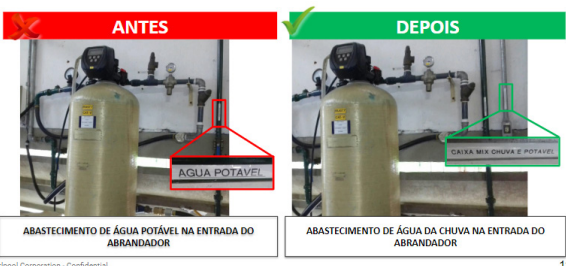 ANTES
DEPOIS
AGUA POTAVEL
CAIXA MIX CHUVA E POTAVEL
ABASTECIMENTO DE ÁGUA POTÁVEL NA ENTRADA DO
ABRANDADOR
ABASTECIMENTO DE ÁGUA DA CHUVA NA ENTRADA DO
ABRANDADOR
Corporation - Confidential
1